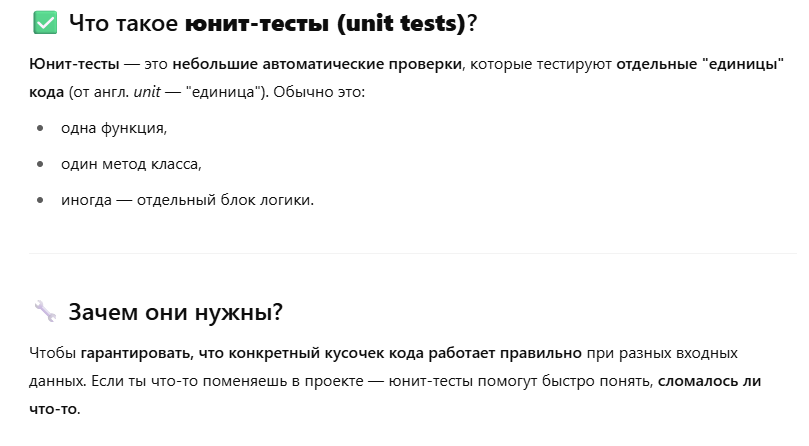 ✅ Что такое юнит-тесты (unit tests)?
Юнит-тесты — это небольшие автоматические проверки, которые тестируют отдельные "единицы"
кода (от англ. unit — "единица"). Обычно это:
• одна функция,
• один метод класса,
• иногда — отдельный блок логики.
🔧 Зачем они нужны?
Чтобы гарантировать, что конкретный кусочек кода работает правильно при разных входных
данных. Если ты что-то поменяешь в проекте — юнит-тесты помогут быстро понять, сломалось ли
что-то.